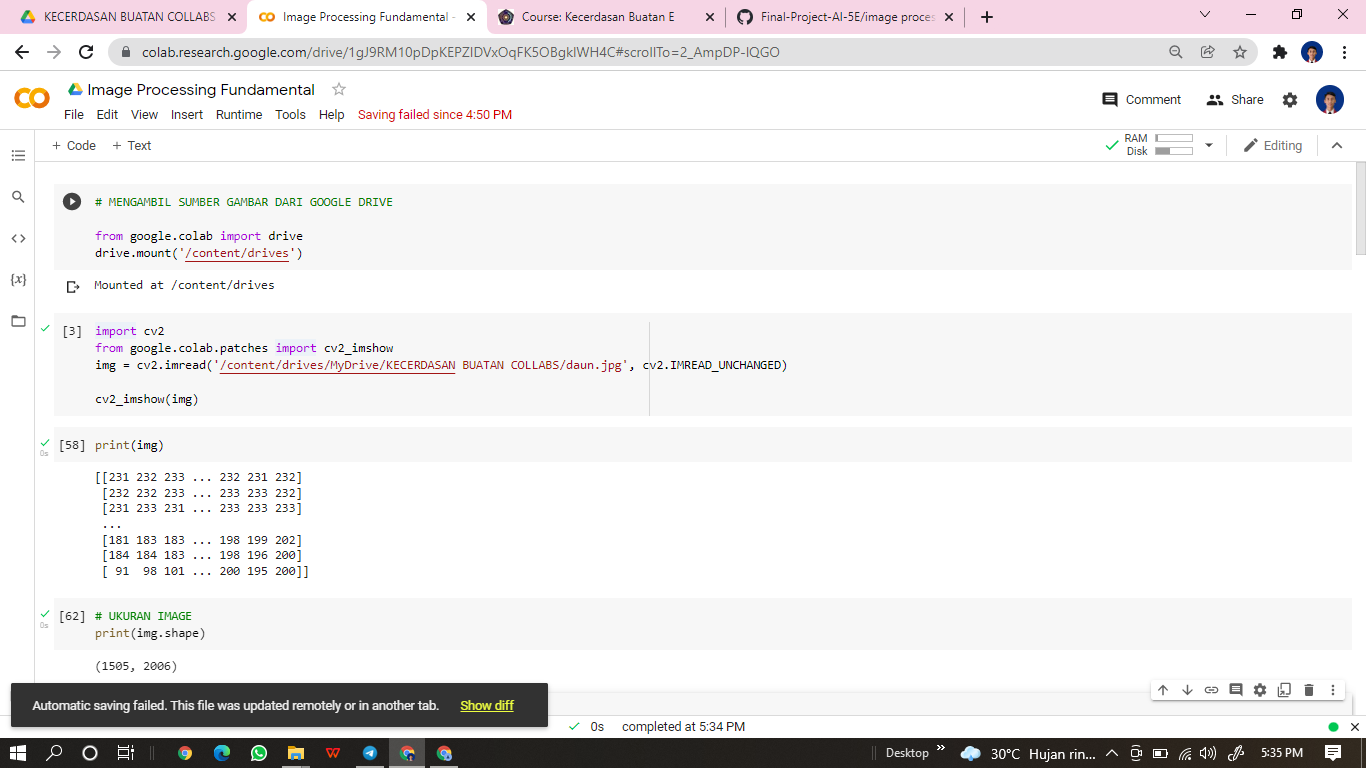 KECERDASAN BUATAN COLLABS
Image Processing Fundamental -
Course: Kecerdasan Buatan E
Final-Project-AI-5E/image proces
colab.research.google.com/drive/1gJ9RM10pDpKEPZIDVxOqFK5OBgklWH4C#scrollTo=2_AmpDP-IQGO
Image Processing Fundamental
File Edit View Insert Runtime Tools Help Saving failed since 4:50 PM
Comment Share
+ Code + Text
RAM
Disk
Editing
# MENGAMBIL SUMBER GAMBAR DARI GOOGLE DRIVE
from google.colab import drive
drive.mount('/content/drives')
Mounted at /content/drives
[3] import cv2
from google.colab.patches import cv2_imshow
img = cv2.imread('/content/drives/MyDrive/KECERDASAN BUATAN COLLABS/daun.jpg', cv2.IMREAD_UNCHANGED)
cv2_imshow(img)
[58] print(img)
0s
[[231 232 233 ... 232 231 232]
[232 232 233 ... 233 233 232]
[231 233 231 ... 233 233 233]
...
[181 183 183 ... 198 199 202]
[184 184 183 ... 198 196 200]
[ 91 98 101 ... 200 195 200]]
[62] # UKURAN IMAGE
0s
print(img.shape)
(1505, 2006)
Automatic saving failed. This file was updated remotely or in another tab. Show diff
0s completed at 5:34 PM
Desktop 30°C Hujan rin... 5:35 PM